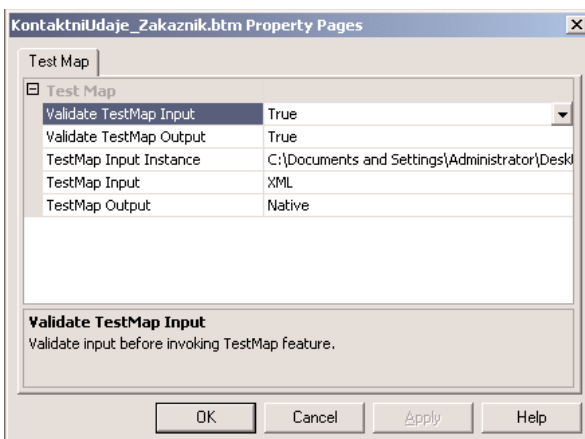 KontaktniUdaje_Zakaznik.btm Property Pages
Test Map
Test Map
Validate TestMap Input True
Validate TestMap Output True
TestMap Input Instance C:\Documents and Settings\Administrator\Deskt
TestMap Input XML
TestMap Output Native
Validate TestMap Input
Validate input before invoking TestMap feature.
OK Cancel Apply Help